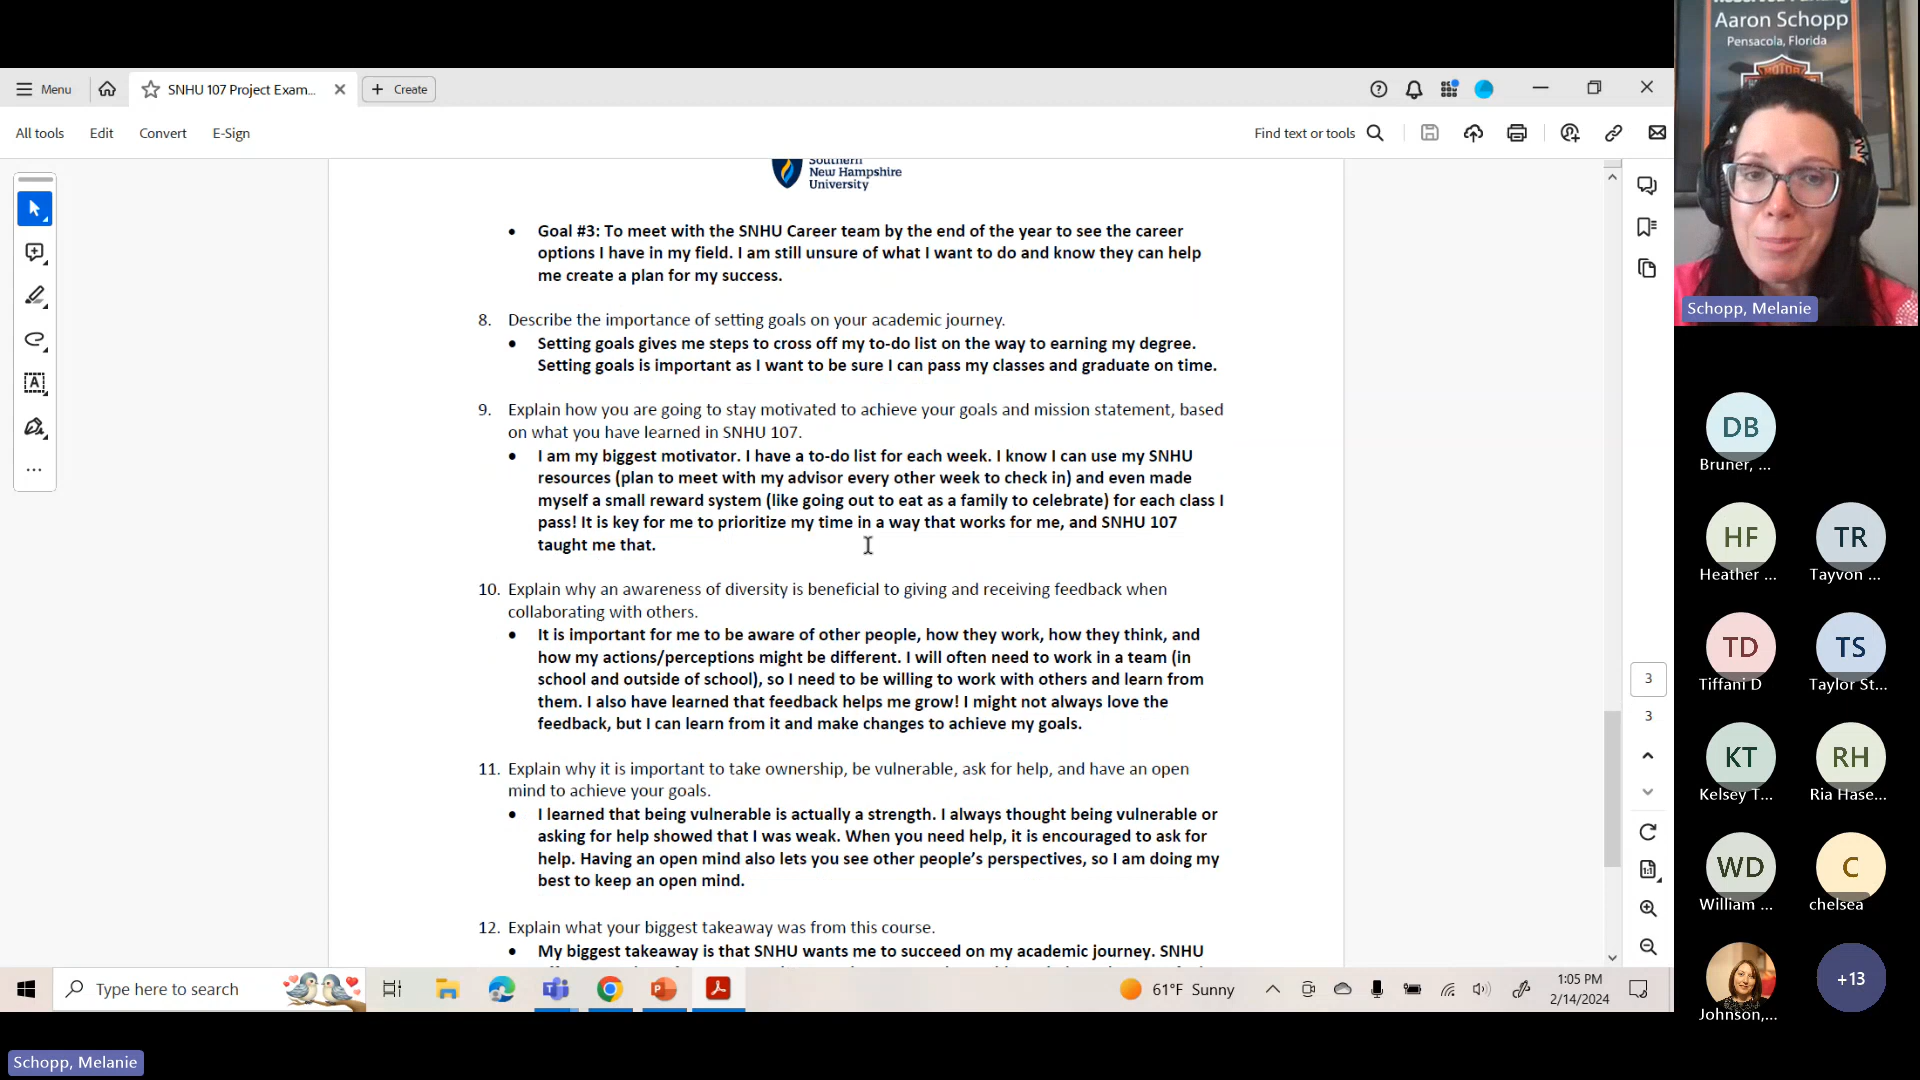 Aaron Schopp
Pensacola, Florida
Menu
SNHU 107 Project Exam...
Create
All tools
Edit
Convert
E-Sign
Find text or tools
Southern
New Hampshire
University
• Goal #3: To meet with the SNHU Career team by the end of the year to see the career
options I have in my field. I am still unsure of what I want to do and know they can help
me create a plan for my success.
8. Describe the importance of setting goals on your academic journey.
• Setting goals gives me steps to cross off my to-do list on the way to earning my degree.
Setting goals is important as I want to be sure I can pass my classes and graduate on time.
9. Explain how you are going to stay motivated to achieve your goals and mission statement, based
on what you have learned in SNHU 107.
• I am my biggest motivator. I have a to-do list for each week. I know I can use my SNHU
resources (plan to meet with my advisor every other week to check in) and even made
myself a small reward system (like going out to eat as a family to celebrate) for each class I
pass! It is key for me to prioritize my time in a way that works for me, and SNHU 107
taught me that.
10. Explain why an awareness of diversity is beneficial to giving and receiving feedback when
collaborating with others.
• It is important for me to be aware of other people, how they work, how they think, and
how my actions/perceptions might be different. I will often need to work in a team (in
school and outside of school), so I need to be willing to work with others and learn from
them. I also have learned that feedback helps me grow! I might not always love the
feedback, but I can learn from it and make changes to achieve my goals.
11. Explain why it is important to take ownership, be vulnerable, ask for help, and have an open
mind to achieve your goals.
• I learned that being vulnerable is actually a strength. I always thought being vulnerable or
asking for help showed that I was weak. When you need help, it is encouraged to ask for
help. Having an open mind also lets you see other people's perspectives, so I am doing my
best to keep an open mind.
12. Explain what your biggest takeaway was from this course.
• My biggest takeaway is that SNHU wants me to succeed on my academic journey. SNHU
3
3
1:1
Type here to search
61°F Sunny
1:05 PM
2/14/2024
Schopp, Melanie
DB
Bruner, ...
HF
Heather ...
TR
Tayvon ...
TD
Tiffani D
TS
Taylor St...
KT
Kelsey T...
RH
Ria Hase...
WD
William ...
C
chelsea
Johnson,...
+13
Schopp, Melanie